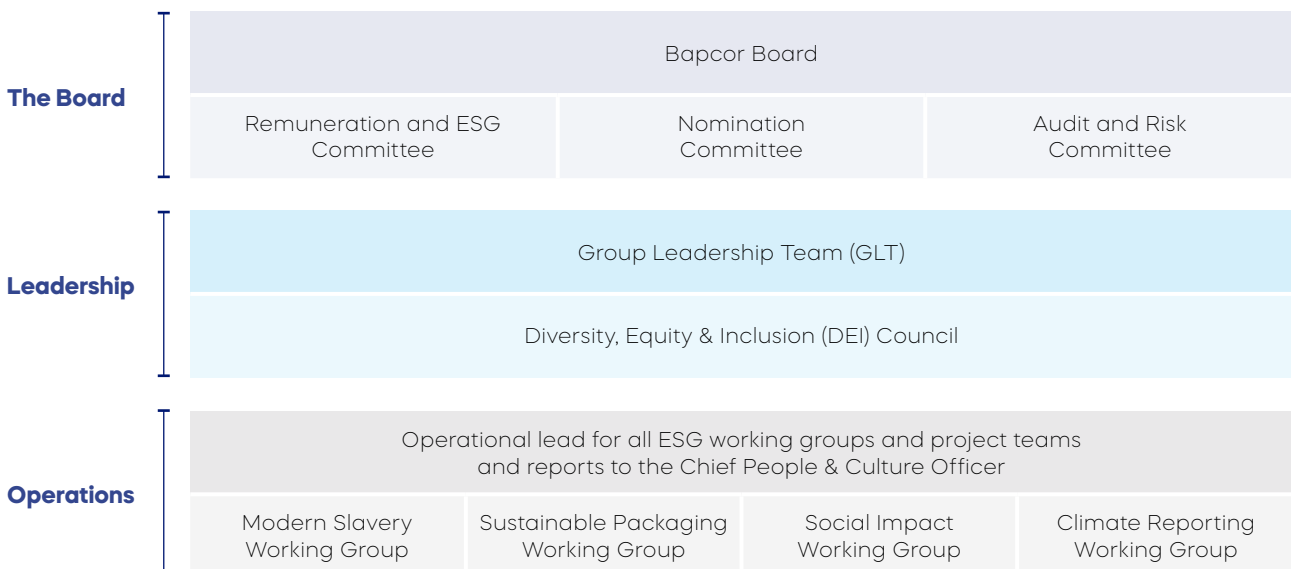 The Board
Bapcor Board
Remuneration and ESG
Committee
Nomination
Committee
Audit and Risk
Committee
Leadership
Group Leadership Team (GLT)
Diversity, Equity & Inclusion (DEI) Council
Operations
Operational lead for all ESG working groups and project teams
and reports to the Chief People & Culture Officer
Modern Slavery
Working Group
Sustainable Packaging
Working Group
Social Impact
Working Group
Climate Reporting
Working Group